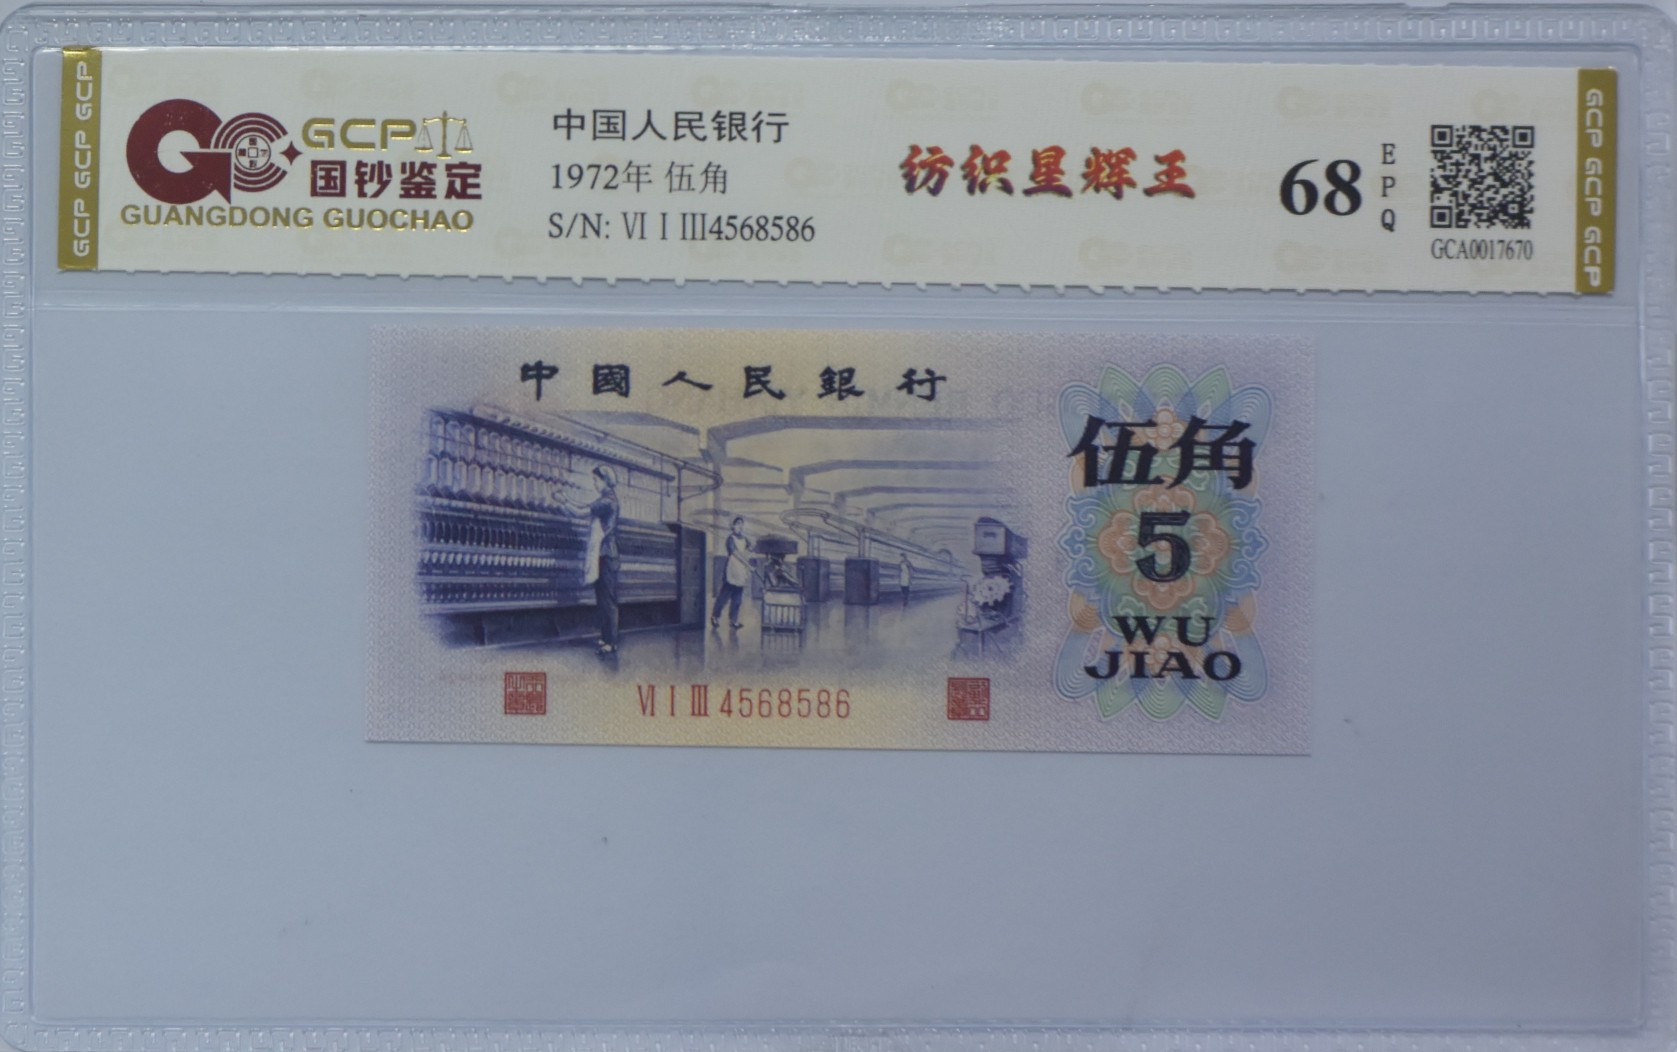 GCP GCP GCP
GCP
国钞鉴定
GUANGDONG GUOCHAO
中国人民银行
1972年 伍角
S/N: Ⅵ Ⅰ Ⅲ4568586
纺织星辉王
68
EPQ
GCA0017670
GCP GCP GCP
中國人民銀行
伍角
5
WU
JIAO
Ⅵ Ⅰ Ⅲ 4568586